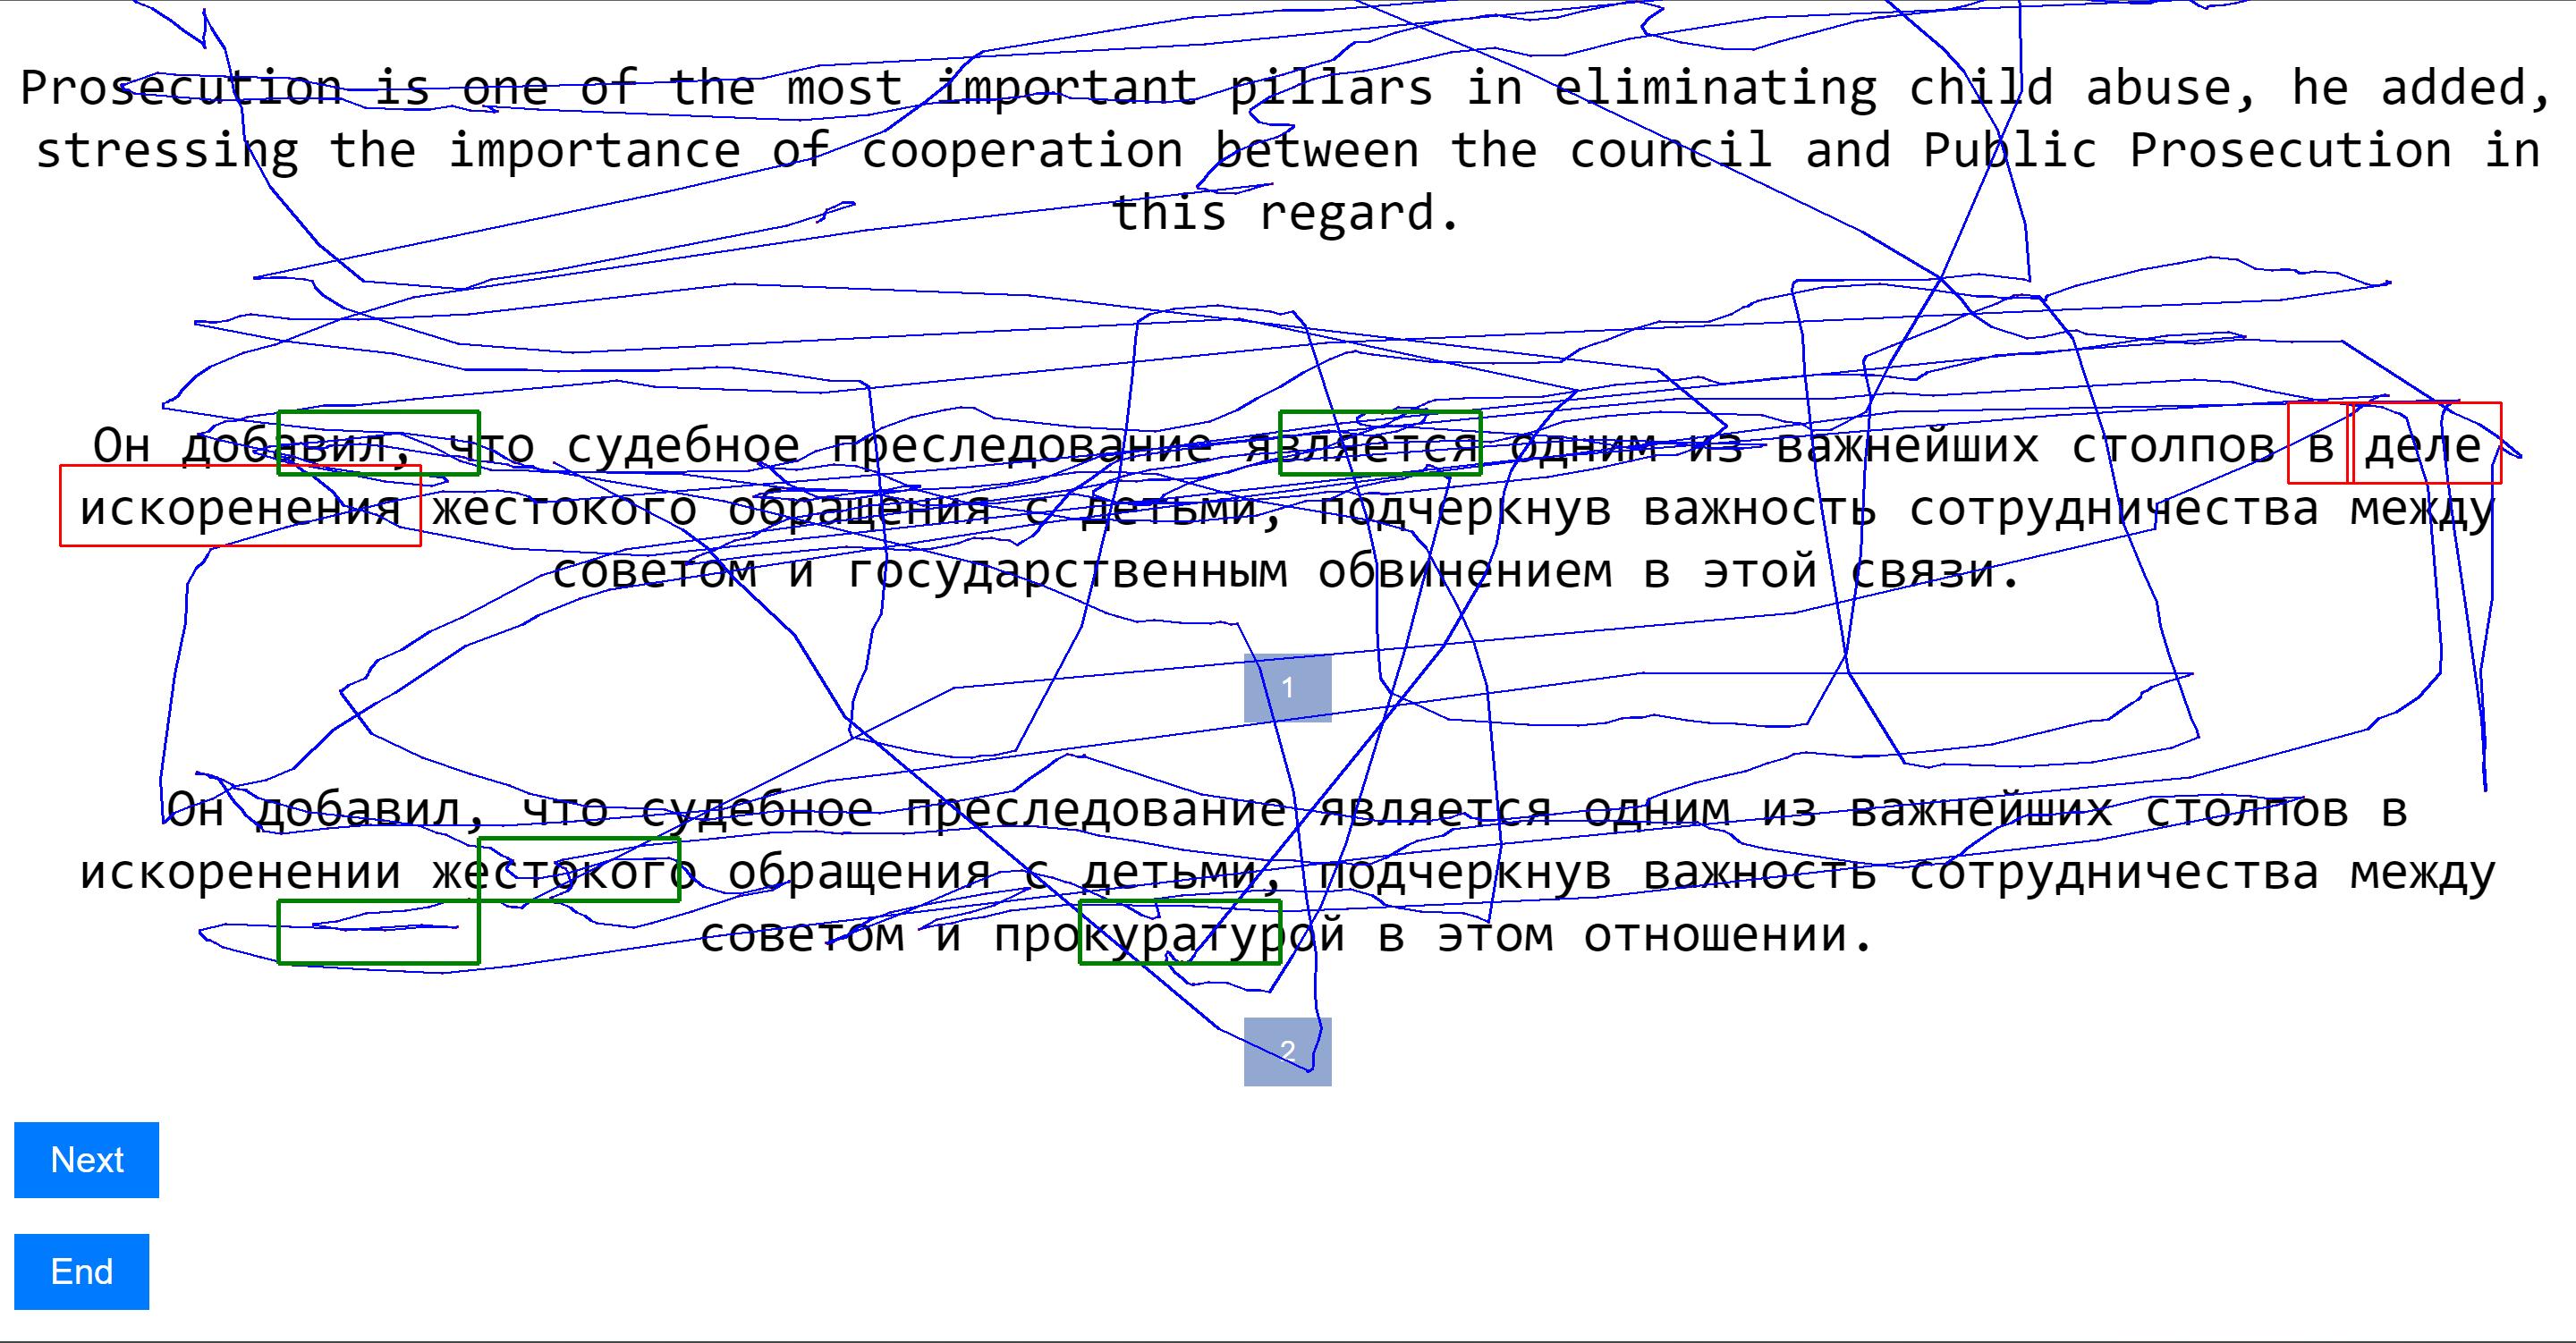 Prosecution is one of the most important pillars in eliminating child abuse, he added,
stressing the importance of cooperation between the council and Public Prosecution in
this regard.
Он добавил, что судебное преследование является одним из важнейших столпов в деле
искоренения жестокого обращения с детьми, подчеркнув важность сотрудничества между
советом и государственным обвинением в этой связи.
1
Он добавил, что судебное преследование является одним из важнейших столпов в
искоренении жестокого обращения с детьми, подчеркнув важность сотрудничества между
советом и прокуратурой в этом отношении.
2
Next
End